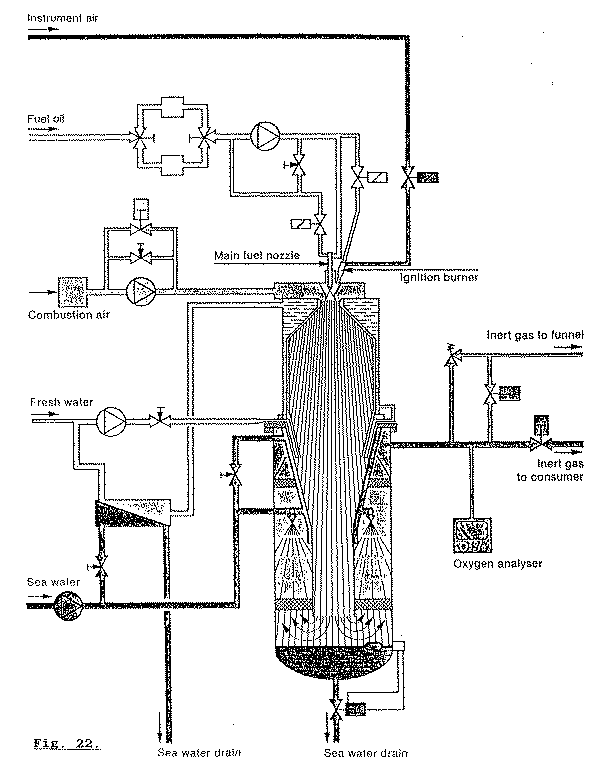 Instrument air
Fuel oil
Main fuel nozzle
Ignition burner
Combustion air
Inert gas to funnel
Fresh water
Inert gas
to consumer
Oxygen analyser
Sea water
Fig. 22.
Sea water drain
Sea water drain